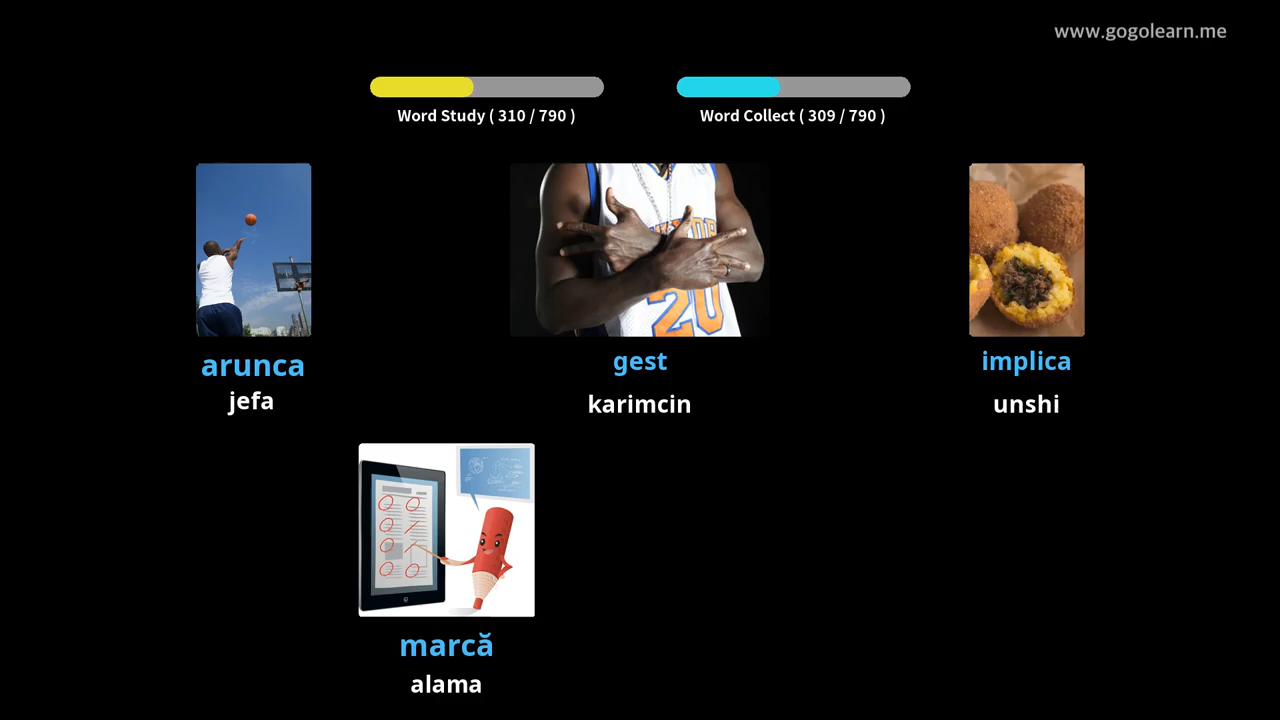 www.gogolearn.me
Word Study ( 310 / 790 )
Word Collect ( 309 / 790 )
arunca
gest
implica
jefa
karimcin
unshi
20
marcă
alama